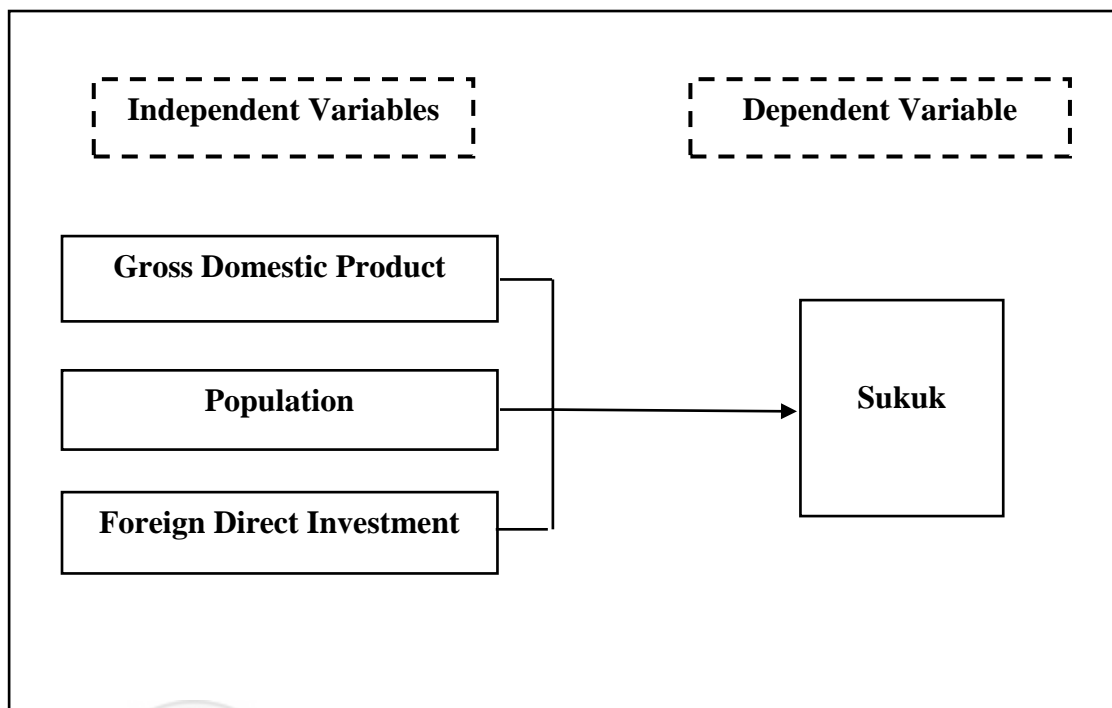 Independent Variables
Dependent Variable
Gross Domestic Product
Population
Foreign Direct Investment
Sukuk